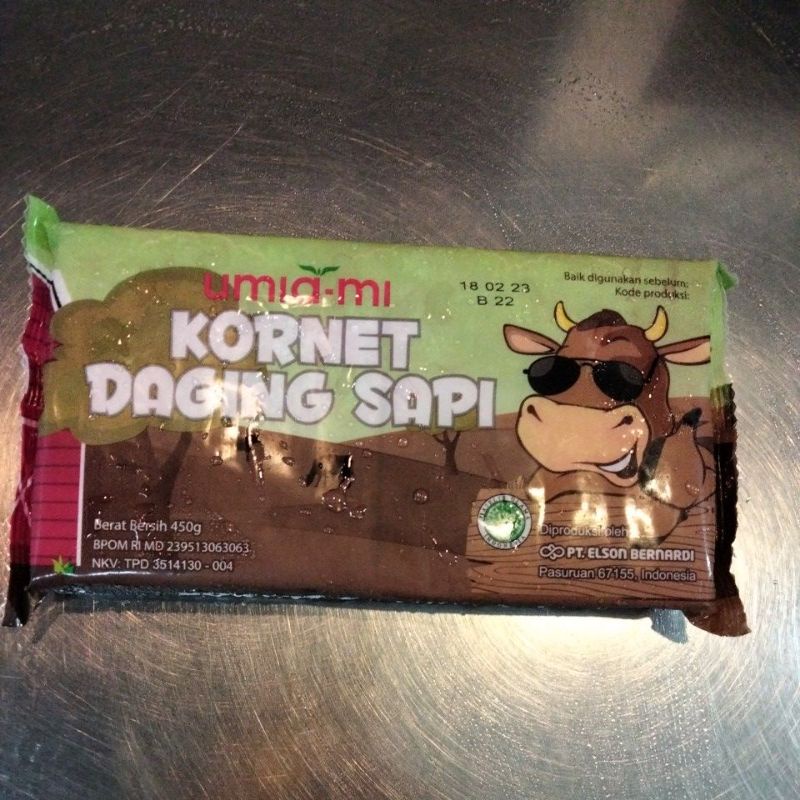 umia-mi
KORNET
DAGING SAPI
18 02 23
B 22
Baik digunakan sebelum:
Kode produksi:
Berat Bersih 450g
BPOM RI MD 239513063063
NKV: TPD 3514130 - 004
Diproduksi oleh
PT. ELSON BERNARDI
Pasuruan 67155, Indonesia